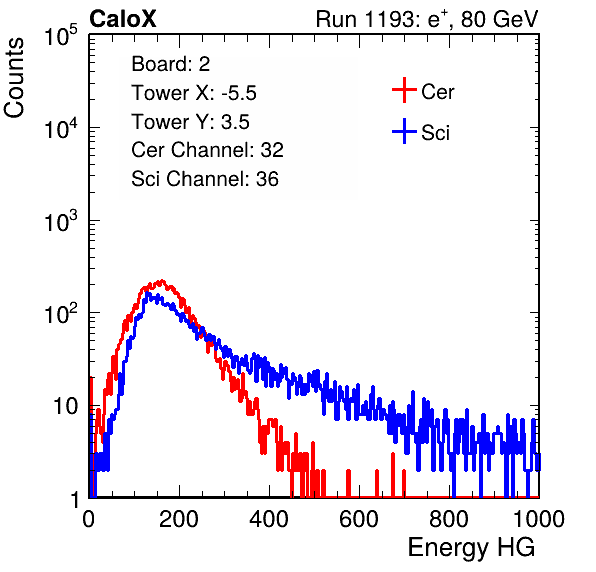 CaloX Run 1193: e⁺, 80 GeV
Counts
Board: 2
Tower X: -5.5
Tower Y: 3.5
Cer Channel: 32
Sci Channel: 36
Cer
Sci
10⁵
10⁴
10³
10²
10
1
0 200 400 600 800 1000
Energy HG